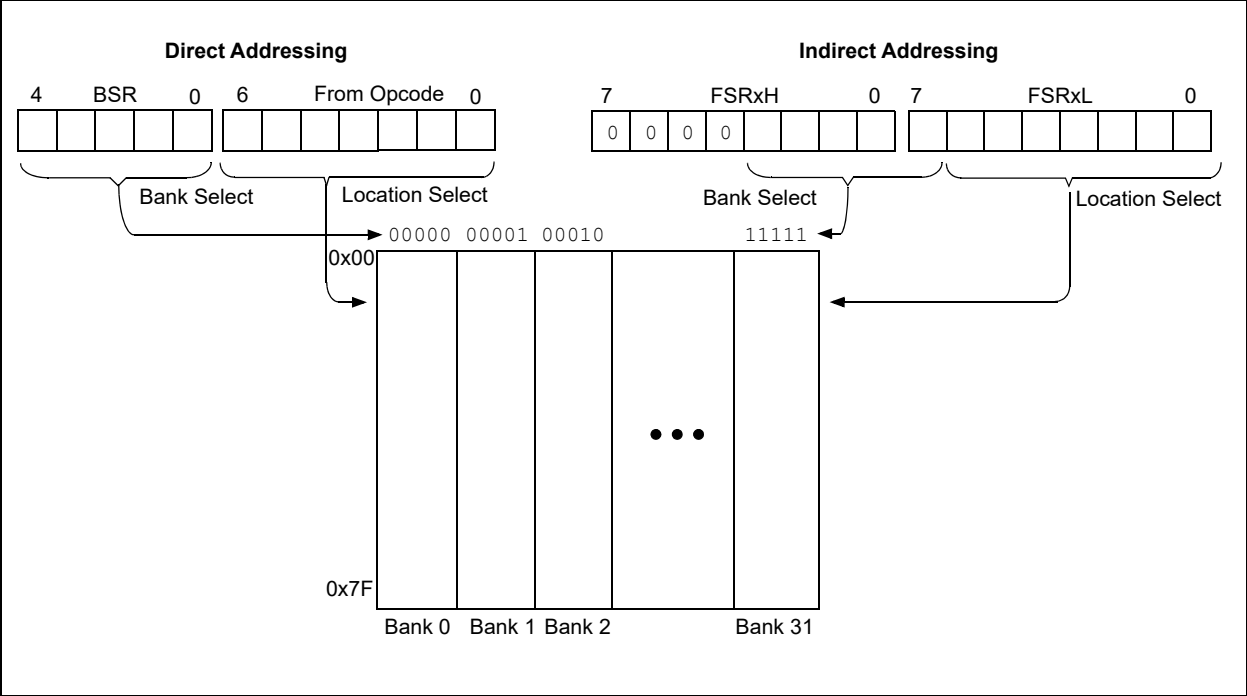 Direct Addressing
Indirect Addressing
4 BSR 0 6 From Opcode 0
7 FSRxH 0 7 FSRxL 0
0 0 0 0
Bank Select
Location Select
Bank Select
Location Select
00000 00001 00010 11111
0x00
0x7F
Bank 0 Bank 1 Bank 2 Bank 31